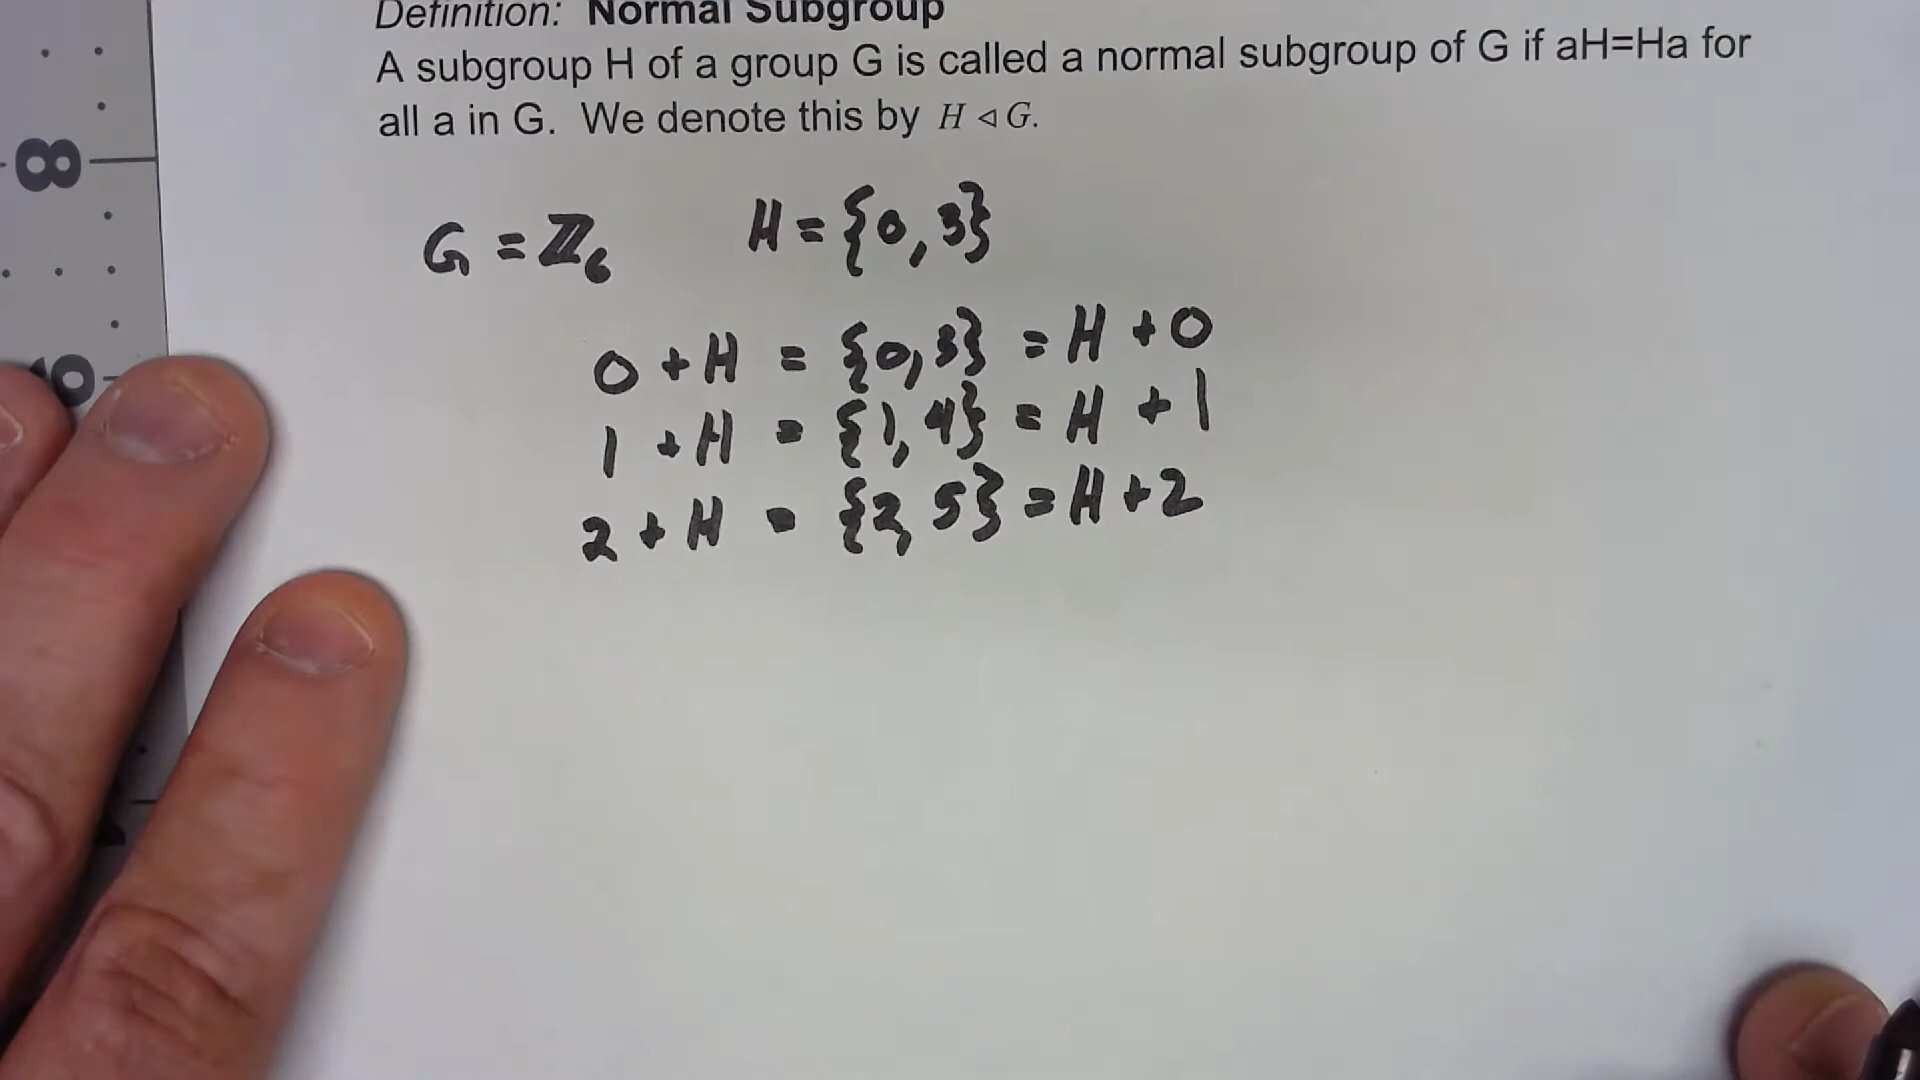 Definition: Normal Subgroup
A subgroup H of a group G is called a normal subgroup of G if aH=Ha for
all a in G. We denote this by H ◁ G.
G = ℤ₆ H = {0, 3}
0 + H = {0, 3} = H + 0
1 + H = {1, 4} = H + 1
2 + H = {2, 5} = H + 2
8